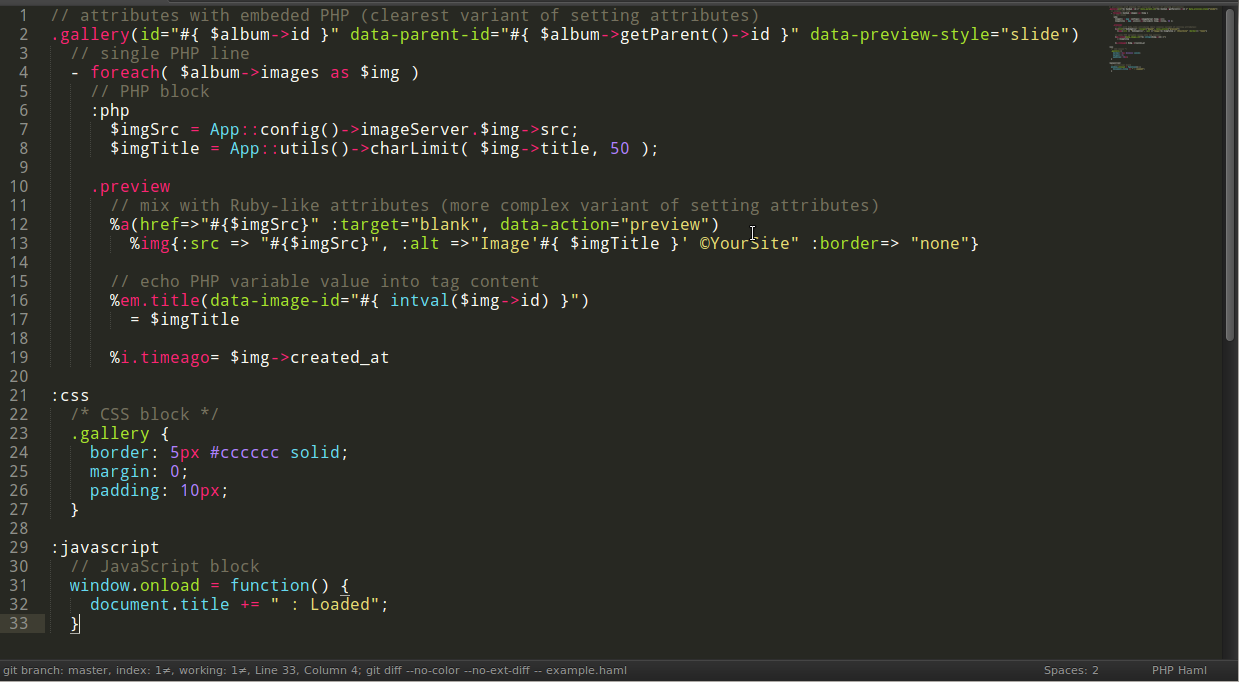 1 // attributes with embeded PHP (clearest variant of setting attributes)
2 .gallery(id="#{ $album->id }" data-parent-id="#{ $album->getParent()->id }" data-preview-style="slide")
3   // single PHP line
4   - foreach( $album->images as $img )
5     // PHP block
6     :php
7       $imgSrc = App::config()->imageServer.$img->src;
8       $imgTitle = App::utils()->charLimit( $img->title, 50 );
9
10     .preview
11       // mix with Ruby-like attributes (more complex variant of setting attributes)
12       %a(href=>"#{$imgSrc}" :target="blank", data-action="preview")
13         %img{:src => "#{$imgSrc}", :alt =>"Image'#{ $imgTitle }' ©YourSite" :border=> "none"}
14
15       // echo PHP variable value into tag content
16       %em.title(data-image-id="#{ intval($img->id) }")
17         = $imgTitle
18
19       %i.timeago= $img->created_at
20
21 :css
22   /* CSS block */
23   .gallery {
24     border: 5px #cccccc solid;
25     margin: 0;
26     padding: 10px;
27   }
28
29 :javascript
30   // JavaScript block
31   window.onload = function() {
32     document.title += " : Loaded";
33   }
git branch: master, index: 1≠, working: 1≠, Line 33, Column 4; git diff --no-color --no-ext-diff -- example.haml Spaces: 2 PHP Haml